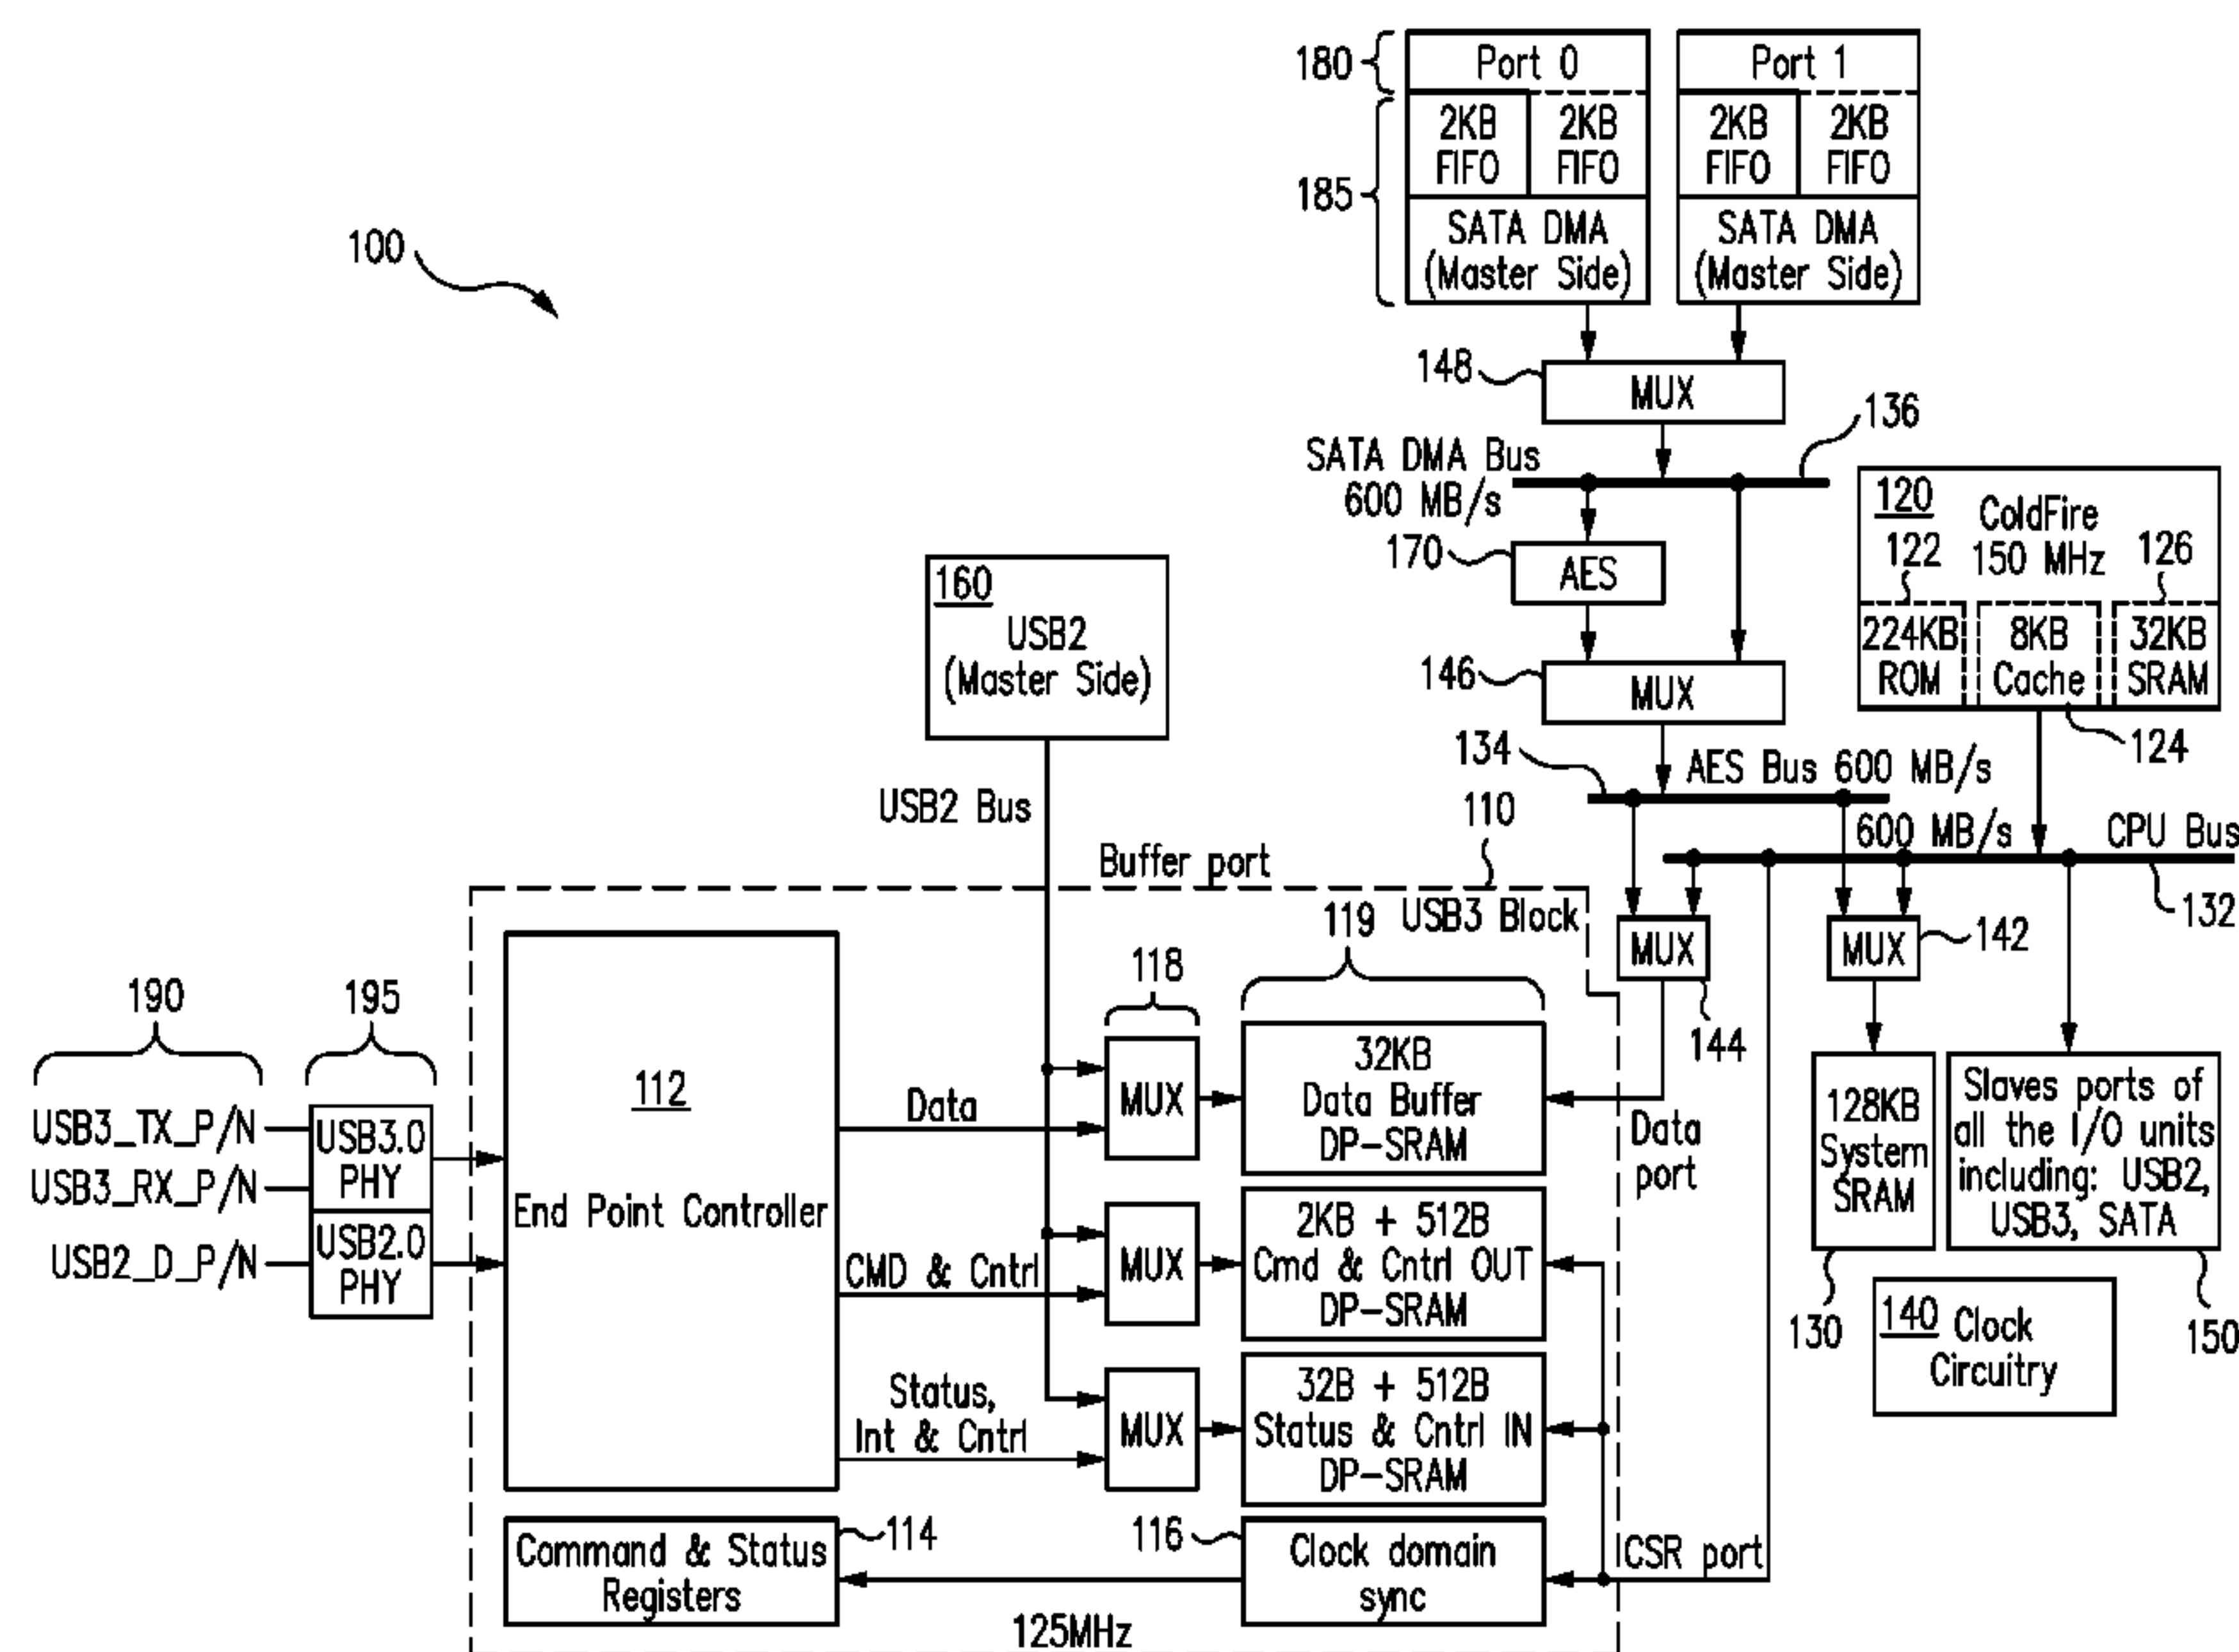 180
Port 0
Port 1
2KB
FIFO
2KB
FIFO
2KB
FIFO
2KB
FIFO
185
SATA DMA
(Master Side)
SATA DMA
(Master Side)
100
148
MUX
136
SATA DMA Bus
600 MB/s
170
AES
120
ColdFire
150 MHz
122
126
224KB
ROM
8KB
Cache
32KB
SRAM
124
160
USB2
(Master Side)
146
MUX
134
AES Bus 600 MB/s
USB2 Bus
110
600 MB/s
CPU Bus
132
Buffer port
USB3 Block
119
118
MUX
144
MUX
142
190
195
USB3_TX_P/N
USB3_RX_P/N
USB2_D_P/N
USB3.0
PHY
USB2.0
PHY
112
End Point Controller
Data
MUX
32KB
Data Buffer
DP-SRAM
Data
port
128KB
System
SRAM
130
Slaves ports of
all the I/O units
including: USB2,
USB3, SATA
150
CMD & Cntrl
MUX
2KB + 512B
Cmd & Cntrl OUT
DP-SRAM
140 Clock
Circuitry
Status,
Int & Cntrl
MUX
32B + 512B
Status & Cntrl IN
DP-SRAM
Command & Status
Registers
114
116
Clock domain
sync
CSR port
125MHz